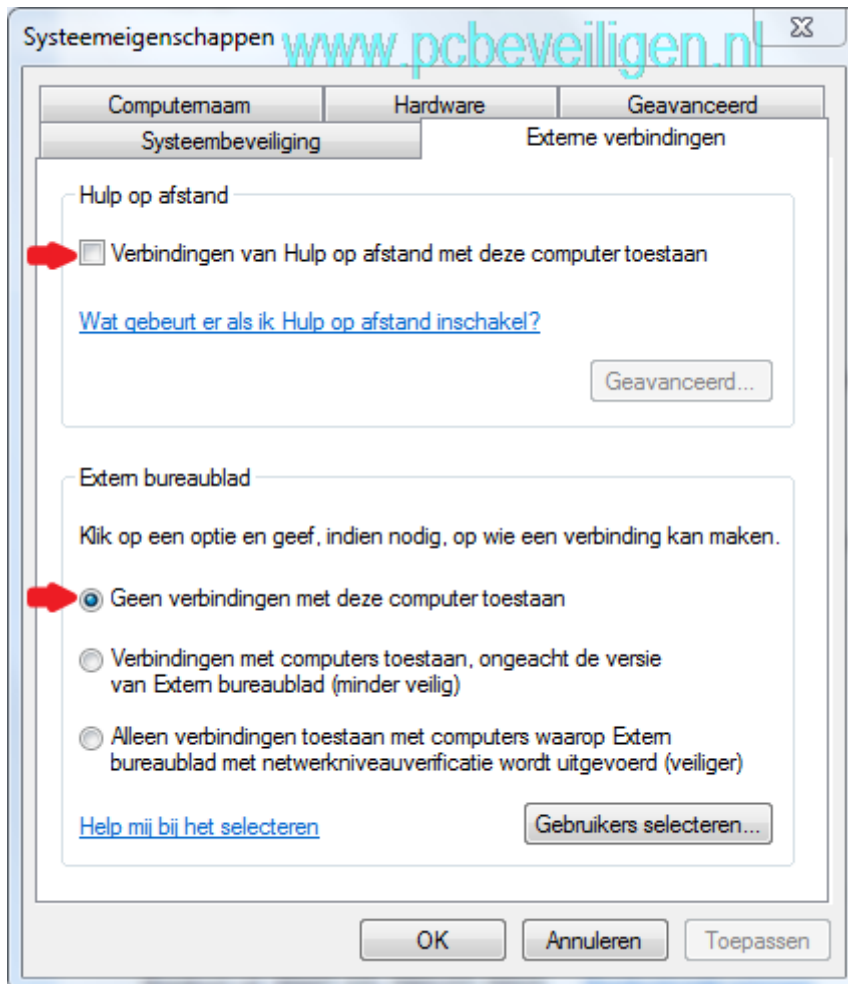 Systeemeigenschappen
www.pcbeveiligen.nl
Computernaam
Hardware
Geavanceerd
Systeembeveiliging
Externe verbindingen
Hulp op afstand
Verbindingen van Hulp op afstand met deze computer toestaan
Wat gebeurt er als ik Hulp op afstand inschakel?
Geavanceerd...
Extern bureaublad
Klik op een optie en geef, indien nodig, op wie een verbinding kan maken.
Geen verbindingen met deze computer toestaan
Verbindingen met computers toestaan, ongeacht de versie
van Extern bureaublad (minder veilig)
Alleen verbindingen toestaan met computers waarop Extern
bureaublad met netwerkniveauverificatie wordt uitgevoerd (veiliger)
Help mij bij het selecteren
Gebruikers selecteren...
OK
Annuleren
Toepassen